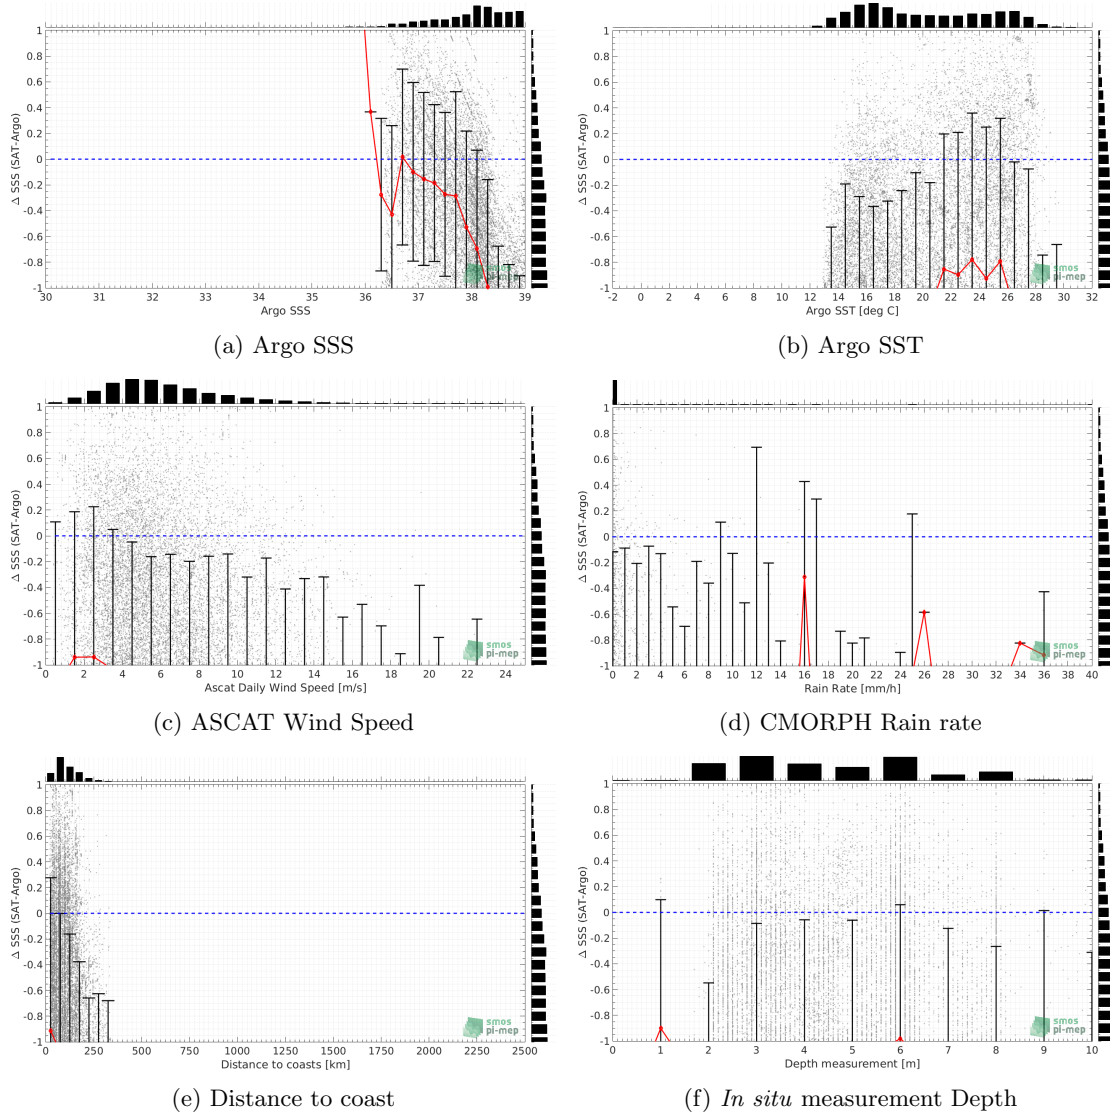 1
0.8
0.6
0.4
0.2
0
-0.2
-0.4
-0.6
-0.8
-1
Δ SSS (SAT-Argo)
30 31 32 33 34 35 36 37 38 39
Argo SSS
smos
pi-mep
(a) Argo SSS
1
0.8
0.6
0.4
0.2
0
-0.2
-0.4
-0.6
-0.8
-1
Δ SSS (SAT-Argo)
-2 0 2 4 6 8 10 12 14 16 18 20 22 24 26 28 30 32
Argo SST [deg C]
smos
pi-mep
(b) Argo SST
1
0.8
0.6
0.4
0.2
0
-0.2
-0.4
-0.6
-0.8
-1
Δ SSS (SAT-Argo)
0 2 4 6 8 10 12 14 16 18 20 22 24
Ascat Daily Wind Speed [m/s]
smos
pi-mep
(c) ASCAT Wind Speed
1
0.8
0.6
0.4
0.2
0
-0.2
-0.4
-0.6
-0.8
-1
Δ SSS (SAT-Argo)
0 2 4 6 8 10 12 14 16 18 20 22 24 26 28 30 32 34 36 38 40
Rain Rate [mm/h]
smos
pi-mep
(d) CMORPH Rain rate
1
0.8
0.6
0.4
0.2
0
-0.2
-0.4
-0.6
-0.8
-1
Δ SSS (SAT-Argo)
0 250 500 750 1000 1250 1500 1750 2000 2250 2500
Distance to coasts [km]
smos
pi-mep
(e) Distance to coast
1
0.8
0.6
0.4
0.2
0
-0.2
-0.4
-0.6
-0.8
-1
Δ SSS (SAT-Argo)
0 1 2 3 4 5 6 7 8 9 10
Depth measurement [m]
smos
pi-mep
(f) In situ measurement Depth